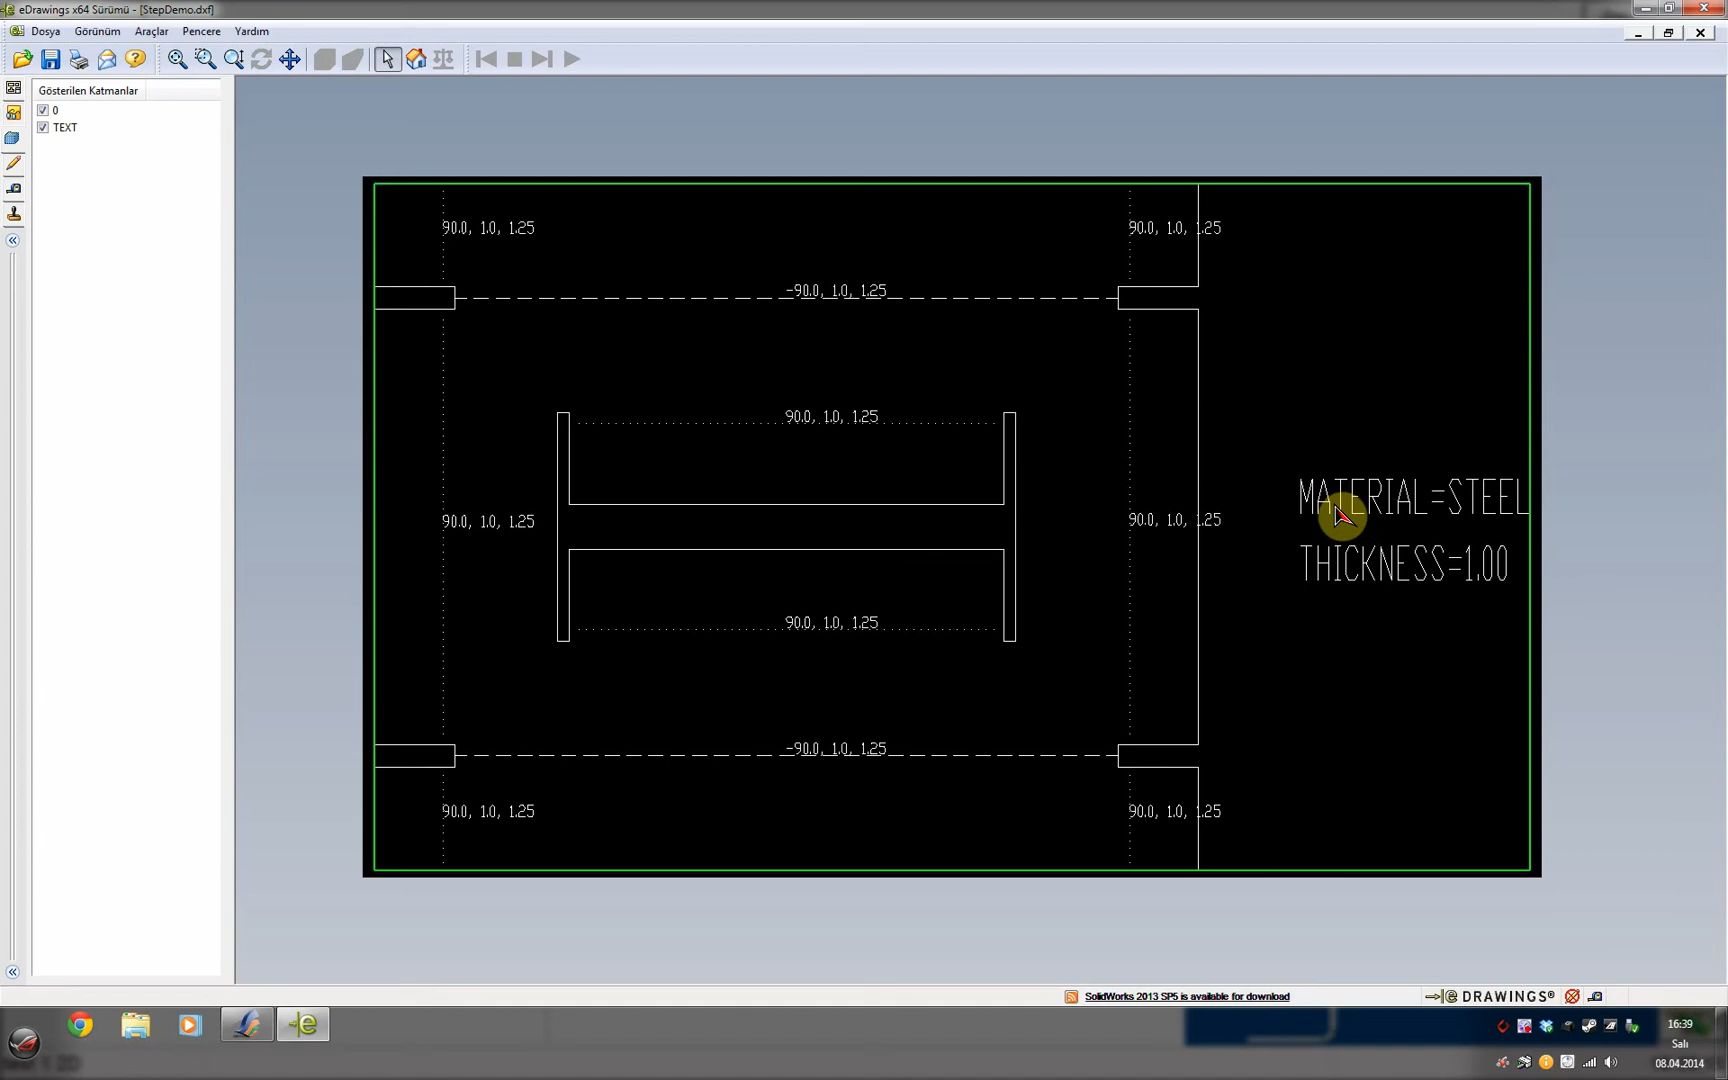 eDrawings x64 Sürümü - [StepDemo.dxf]
Dosya Görünüm Araçlar Pencere Yardım
Gösterilen Katmanlar
0
TEXT
90.0, 1.0, 1.25 90.0, 1.0, 1.25
-90.0, 1.0, 1.25
90.0, 1.0, 1.25
MATERIAL=STEEL
90.0, 1.0, 1.25 90.0, 1.0, 1.25
THICKNESS=1.00
90.0, 1.0, 1.25
-90.0, 1.0, 1.25
90.0, 1.0, 1.25 90.0, 1.0, 1.25
SolidWorks 2013 SP5 is available for download
eDRAWINGS®
16:39
Salı
08.04.2014